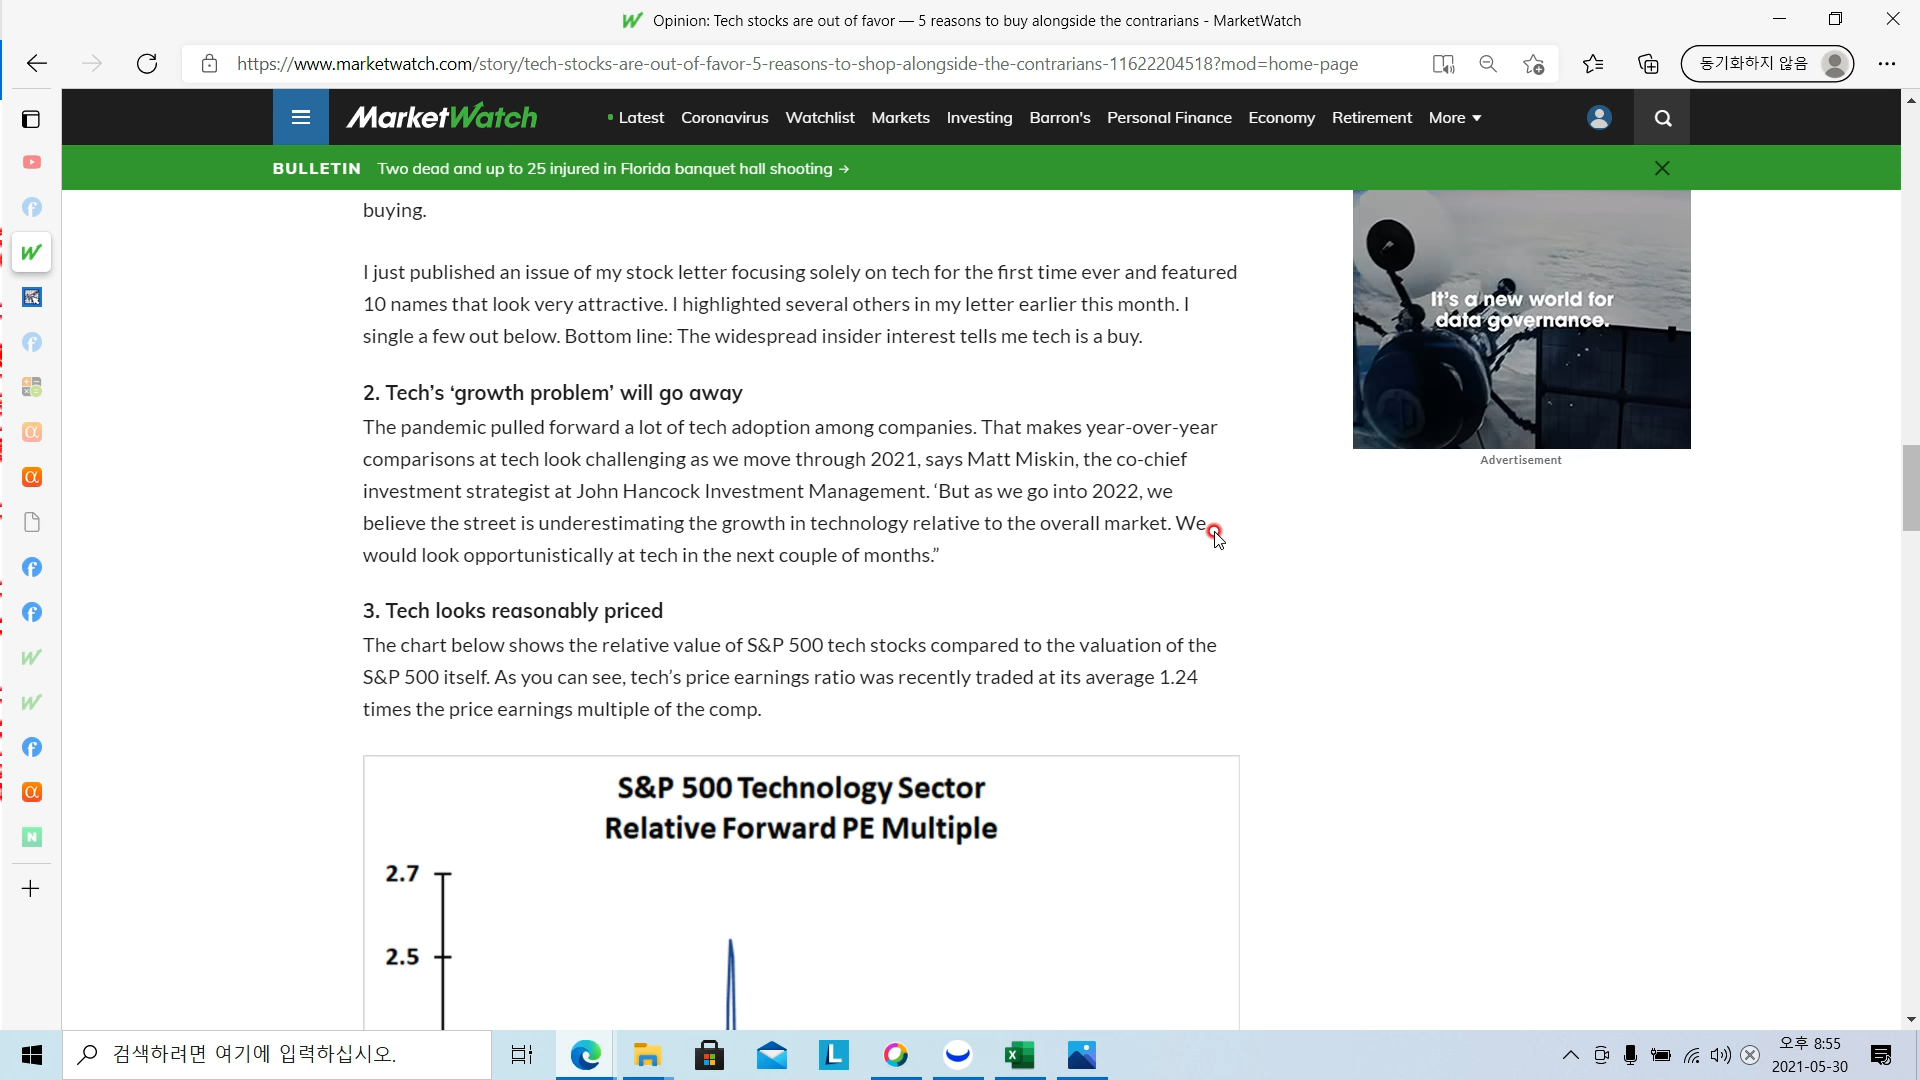 Opinion: Tech stocks are out of favor — 5 reasons to buy alongside the contrarians - MarketWatch
https://www.marketwatch.com/story/tech-stocks-are-out-of-favor-5-reasons-to-shop-alongside-the-contrarians-11622204518?mod=home-page
동기화하지 않음
MarketWatch
Latest Coronavirus Watchlist Markets Investing Barron's Personal Finance Economy Retirement More
BULLETIN Two dead and up to 25 injured in Florida banquet hall shooting →
buying.
I just published an issue of my stock letter focusing solely on tech for the first time ever and featured
10 names that look very attractive. I highlighted several others in my letter earlier this month. I
single a few out below. Bottom line: The widespread insider interest tells me tech is a buy.
It's a new world for
data governance.
Advertisement
2. Tech's ‘growth problem’ will go away
The pandemic pulled forward a lot of tech adoption among companies. That makes year-over-year
comparisons at tech look challenging as we move through 2021, says Matt Miskin, the co-chief
investment strategist at John Hancock Investment Management. ‘But as we go into 2022, we
believe the street is underestimating the growth in technology relative to the overall market. We
would look opportunistically at tech in the next couple of months.”
3. Tech looks reasonably priced
The chart below shows the relative value of S&P 500 tech stocks compared to the valuation of the
S&P 500 itself. As you can see, tech's price earnings ratio was recently traded at its average 1.24
times the price earnings multiple of the comp.
S&P 500 Technology Sector
Relative Forward PE Multiple
2.7
2.5
검색하려면 여기에 입력하십시오.
오후 8:55
2021-05-30